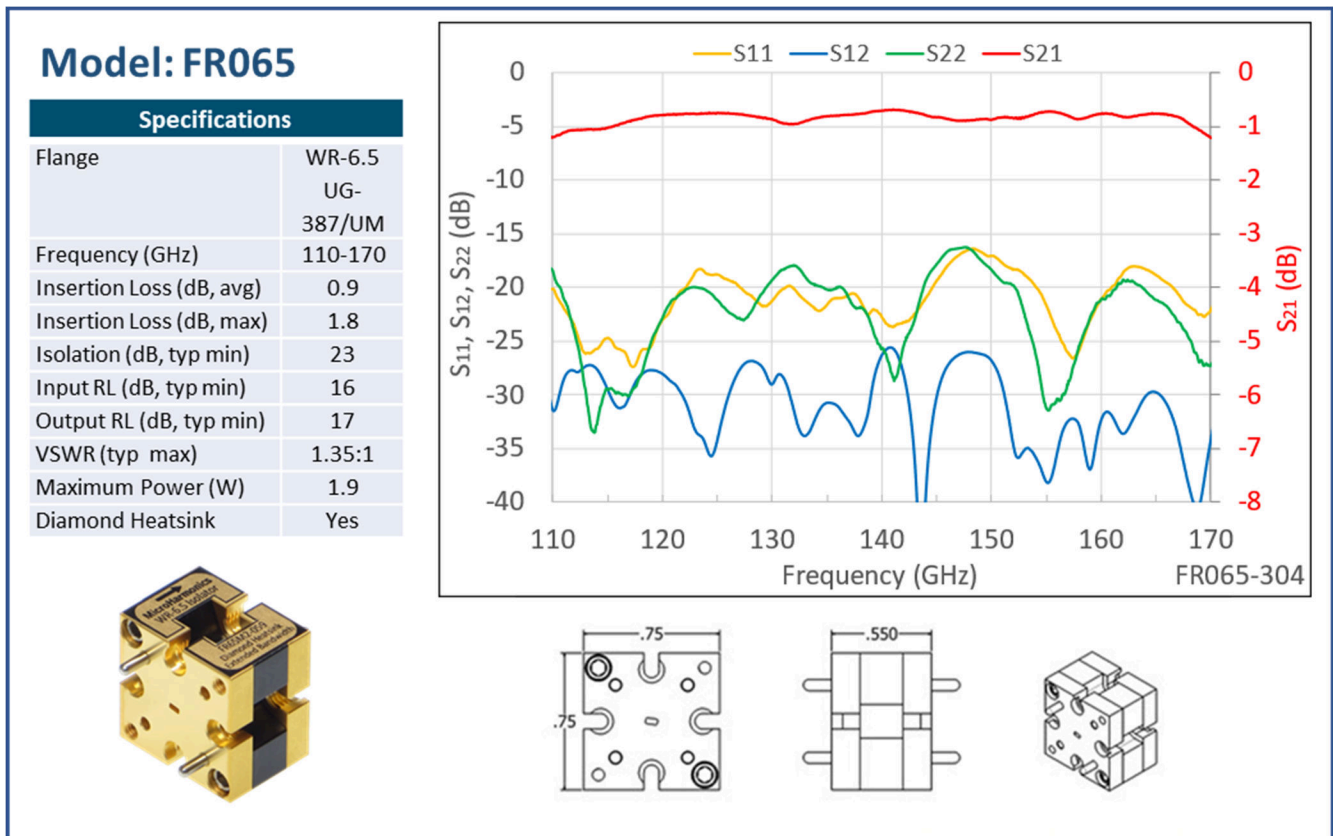 Model: FR065
Specifications
Flange WR-6.5
UG-
387/UM
Frequency (GHz) 110-170
Insertion Loss (dB, avg) 0.9
Insertion Loss (dB, max) 1.8
Isolation (dB, typ min) 23
Input RL (dB, typ min) 16
Output RL (dB, typ min) 17
VSWR (typ max) 1.35:1
Maximum Power (W) 1.9
Diamond Heatsink Yes
S11 S12 S22 S21
0 0
-5 -1
-10 -2
-15 -3
-20 -4
-25 -5
-30 -6
-35 -7
-40 -8
S11, S12, S22 (dB)
S21 (dB)
110 120 130 140 150 160 170
Frequency (GHz) FR065-304
MicroHarmonics
WR-6.5 Isolator
Diamond Heatsink
Extended Bandwidth
.75
.75
.550